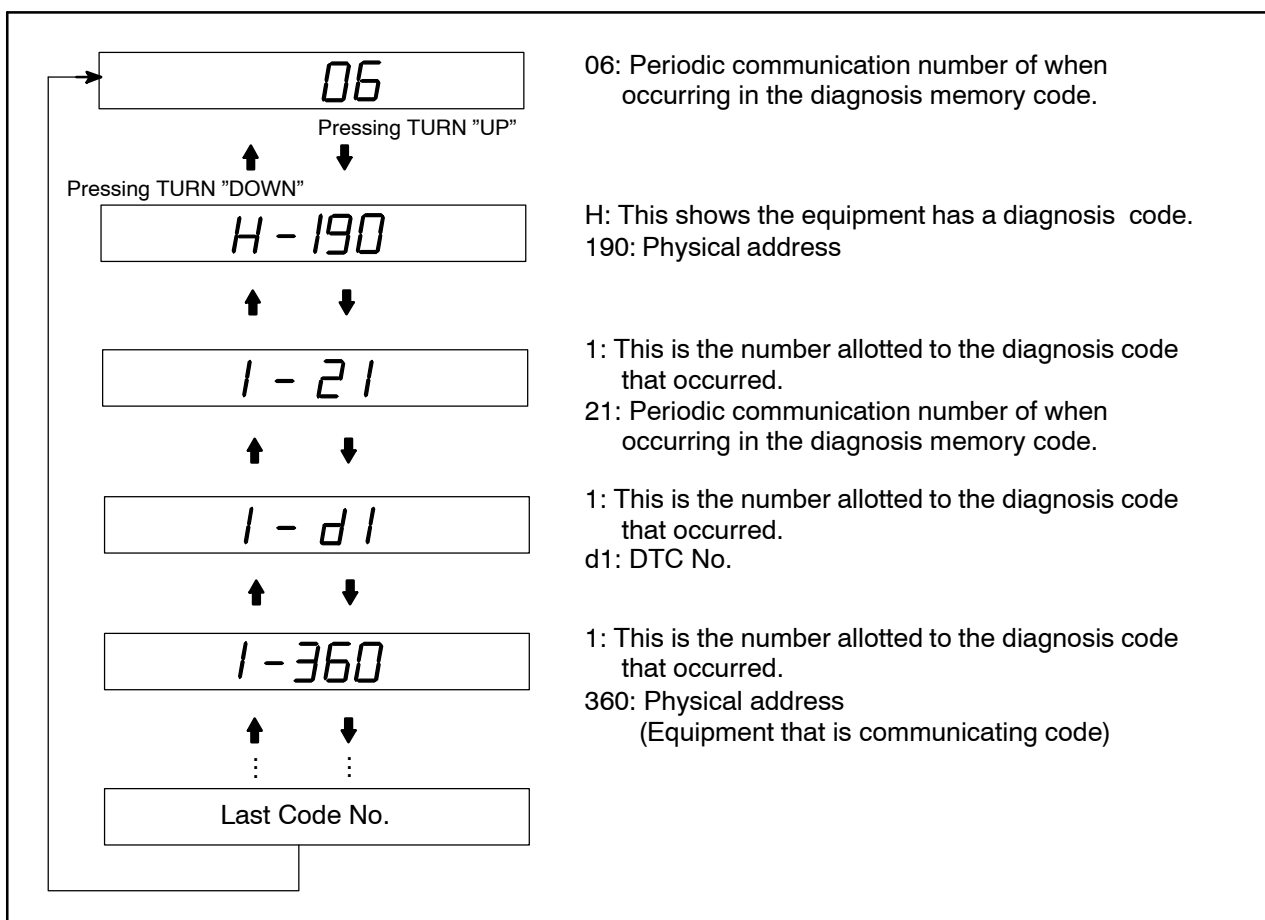 06
06: Periodic communication number of when
occurring in the diagnosis memory code.
Pressing TURN ”UP”
Pressing TURN ”DOWN”
H-190
H: This shows the equipment has a diagnosis code.
190: Physical address
1-21
1: This is the number allotted to the diagnosis code
that occurred.
21: Periodic communication number of when
occurring in the diagnosis memory code.
1-d1
1: This is the number allotted to the diagnosis code
that occurred.
d1: DTC No.
1-360
1: This is the number allotted to the diagnosis code
that occurred.
360: Physical address
(Equipment that is communicating code)
Last Code No.